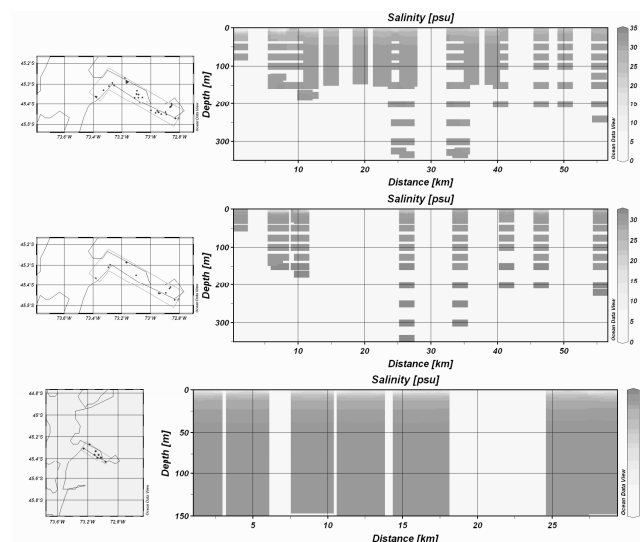 Salinity [psu]
45.2°S
45.3°S
45.4°S
45.5°S
73.6°W 73.4°W 73.2°W 73°W 72.8°W
Ocean Data View
Depth [m]
0
100
200
300
10 20 30 40 50
Distance [km]
Ocean Data View
35
30
25
20
15
10
5
0
Salinity [psu]
45.2°S
45.3°S
45.4°S
45.5°S
73.6°W 73.4°W 73.2°W 73°W 72.8°W
Ocean Data View
Depth [m]
0
100
200
300
10 20 30 40 50
Distance [km]
Ocean Data View
30
25
20
15
10
5
0
Salinity [psu]
44.8°S
45°S
45.2°S
45.4°S
45.6°S
45.8°S
73.6°W 73.2°W 72.8°W
Ocean Data View
Depth [m]
0
50
100
150
5 10 15 20 25
Distance [km]
Ocean Data View